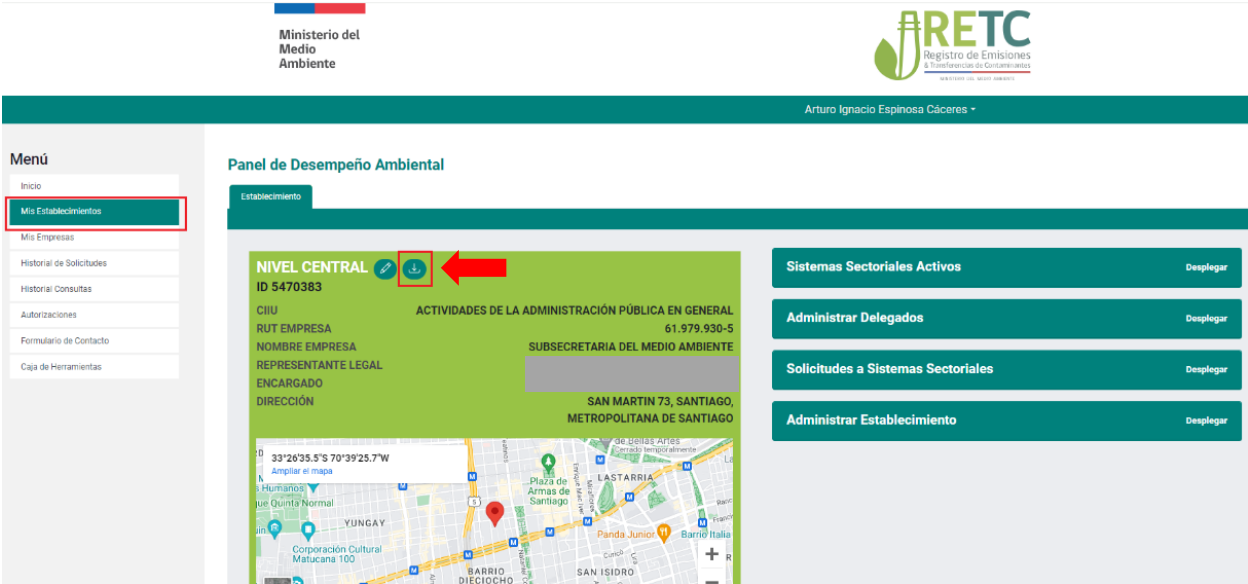 Ministerio del
Medio
Ambiente
RETC
Registro de Emisiones
& Transferencias de Contaminantes
Arturo Ignacio Espinosa Cáceres
Menú
Inicio
Mis Establecimientos
Mis Empresas
Historial de Solicitudes
Historial Consultas
Autorizaciones
Formulario de Contacto
Caja de Herramientas
Panel de Desempeño Ambiental
Establecimiento
NIVEL CENTRAL
ID 5470383
CIIU ACTIVIDADES DE LA ADMINISTRACIÓN PÚBLICA EN GENERAL
RUT EMPRESA 61.979.930-5
NOMBRE EMPRESA SUBSECRETARIA DEL MEDIO AMBIENTE
REPRESENTANTE LEGAL
ENCARGADO
DIRECCIÓN SAN MARTIN 73, SANTIAGO,
METROPOLITANA DE SANTIAGO
33°26'35.5"S 70°39'25.7"W
Ampliar el mapa
de Bellas Artes
Cerrado temporalmente
Humanos
Quinta Normal
Plaza de
Armas de
Santiago
LASTARRIA
YUNGAY
Panda Junior
Barrio Italia
Corporación Cultural
Matucana 100
BARRIO
DIECIOCHO
SAN ISIDRO
Sistemas Sectoriales Activos Desplegar
Administrar Delegados Desplegar
Solicitudes a Sistemas Sectoriales Desplegar
Administrar Establecimiento Desplegar